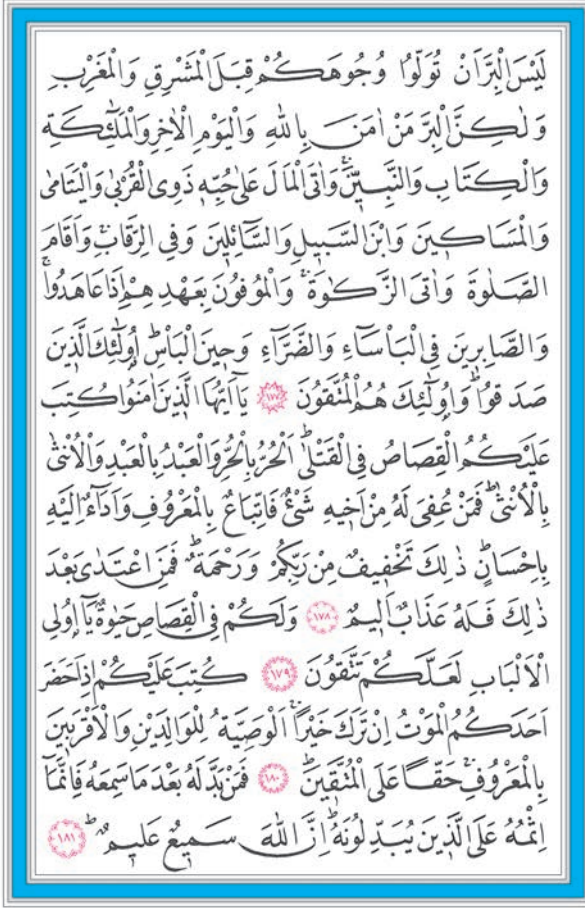 لَيْسَ الْبِرَّ اَنْ تُوَلُّوا وُجُوهَكُمْ قِبَلَ الْمَشْرِقِ وَالْمَغْرِبِ
وَلٰكِنَّ الْبِرَّ مَنْ اٰمَنَ بِاللّٰهِ وَالْيَوْمِ الْاٰخِرِ وَالْمَلٰٓئِكَةِ
وَالْكِتَابِ وَالنَّبِيّٖنَۚ وَاٰتَى الْمَالَ عَلٰى حُبِّهٖ ذَوِى الْقُرْبٰى وَالْيَتَامٰى
وَالْمَسَاكٖينَ وَابْنَ السَّبٖيلِ وَالسَّآئِلٖينَ وَفِى الرِّقَابِۚ وَاَقَامَ
الصَّلٰوةَ وَاٰتَى الزَّكٰوةَۚ وَالْمُوفُونَ بِعَهْدِهِمْ اِذَا عَاهَدُواۚ
وَالصَّابِرٖينَ فِى الْبَاْسَآءِ وَالضَّرَّآءِ وَحٖينَ الْبَاْسِؕ اُولٰٓئِكَ الَّذٖينَ
صَدَقُواؕ وَاُولٰٓئِكَ هُمُ الْمُتَّقُونَ ﴿١٧٧﴾ يَٓا اَيُّهَا الَّذٖينَ اٰمَنُوا كُتِبَ
عَلَيْكُمُ الْقِصَاصُ فِى الْقَتْلٰىؕ اَلْحُرُّ بِالْحُرِّ وَالْعَبْدُ بِالْعَبْدِ وَالْاُنْثٰى
بِالْاُنْثٰىؕ فَمَنْ عُفِىَ لَهُ مِنْ اَخٖيهِ شَىْءٌ فَاتِّبَاعٌ بِالْمَعْرُوفِ وَاَدَٓاءٌ اِلَيْهِ
بِاِحْسَانٍؕ ذٰلِكَ تَخْفٖيفٌ مِنْ رَبِّكُمْ وَرَحْمَةٌؕ فَمَنِ اعْتَدٰى بَعْدَ
ذٰلِكَ فَلَهُ عَذَابٌ اَلٖيمٌ ﴿١٧٨﴾ وَلَكُمْ فِى الْقِصَاصِ حَيٰوةٌ يَٓا اُولِى
الْاَلْبَابِ لَعَلَّكُمْ تَتَّقُونَ ﴿١٧٩﴾ كُتِبَ عَلَيْكُمْ اِذَا حَضَرَ
اَحَدَكُمُ الْمَوْتُ اِنْ تَرَكَ خَيْرًاۚ اَلْوَصِيَّةُ لِلْوَالِدَيْنِ وَالْاَقْرَبٖينَ
بِالْمَعْرُوفِۚ حَقًّا عَلَى الْمُتَّقٖينَؕ ﴿١٨٠﴾ فَمَنْ بَدَّلَهُ بَعْدَ مَا سَمِعَهُ فَاِنَّمَٓا
اِثْمُهُ عَلَى الَّذٖينَ يُبَدِّلُونَهُؕ اِنَّ اللّٰهَ سَمٖيعٌ عَلٖيمٌؕ ﴿١٨١﴾